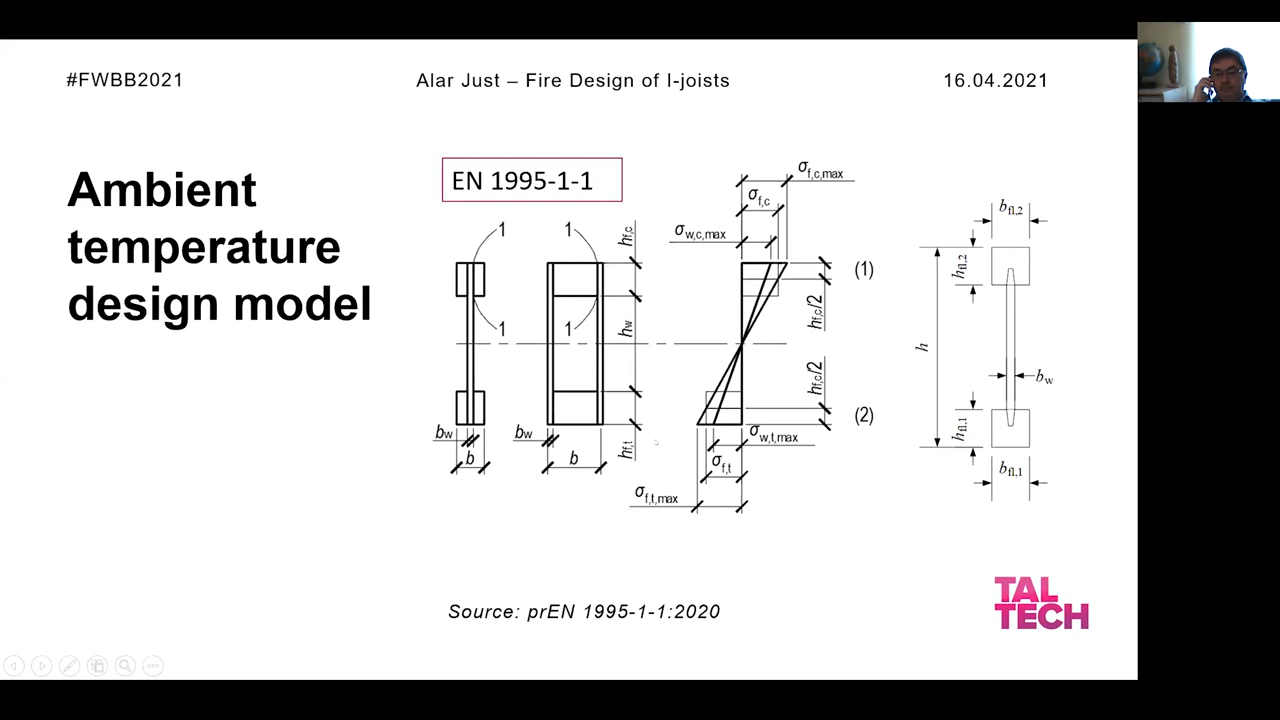 #FWBB2021
Alar Just – Fire Design of I-joists
16.04.2021
Ambient
temperature
design model
EN 1995-1-1
σf,c,max
σf,c
σw,c,max
1
1
1
1
hf,c
hw
hf,t
bw
b
bw
b
(1)
hf,c/2
hf,c/2
(2)
σw,t,max
σf,t
σf,t,max
bfl,2
hfl,2
h
bw
hfl,1
bfl,1
Source: prEN 1995-1-1:2020
TAL
TECH